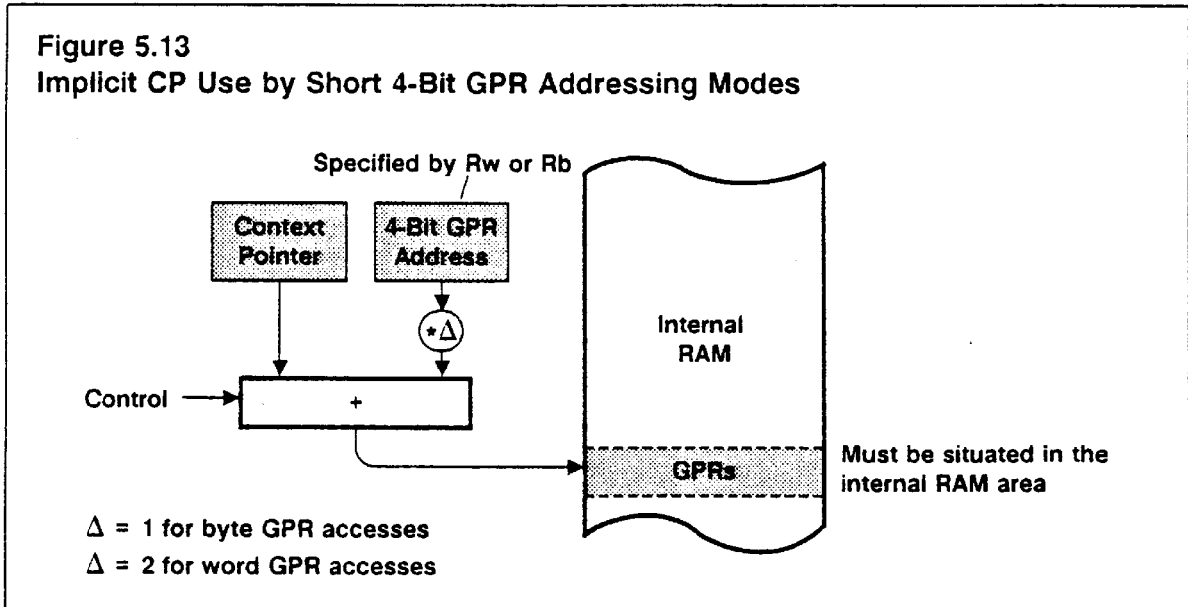 Figure 5.13
Implicit CP Use by Short 4-Bit GPR Addressing Modes
Specified by Rw or Rb
Context
Pointer
4-Bit GPR
Address
*Δ
Internal
RAM
Control
+
GPRs
Must be situated in the
internal RAM area
Δ = 1 for byte GPR accesses
Δ = 2 for word GPR accesses